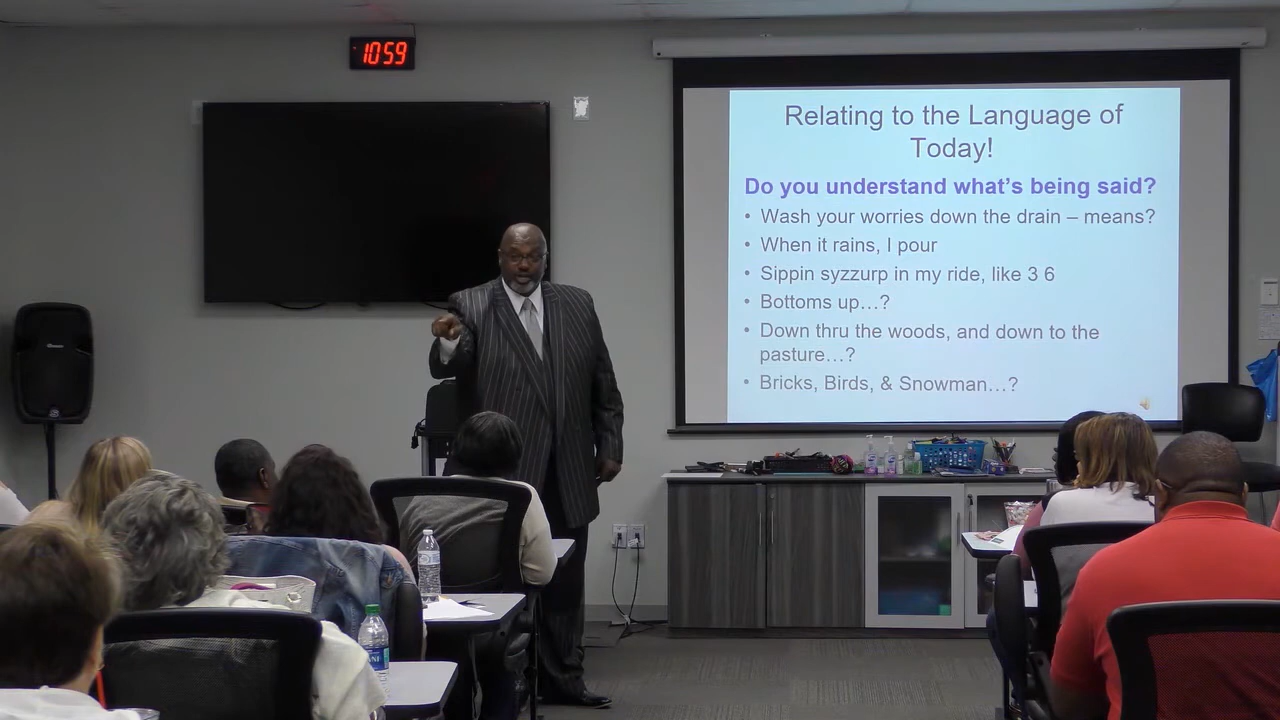 10:59
Relating to the Language of
Today!
Do you understand what's being said?
• Wash your worries down the drain – means?
• When it rains, I pour
• Sippin syzzurp in my ride, like 3 6
• Bottoms up…?
• Down thru the woods, and down to the
pasture…?
• Bricks, Birds, & Snowman…?